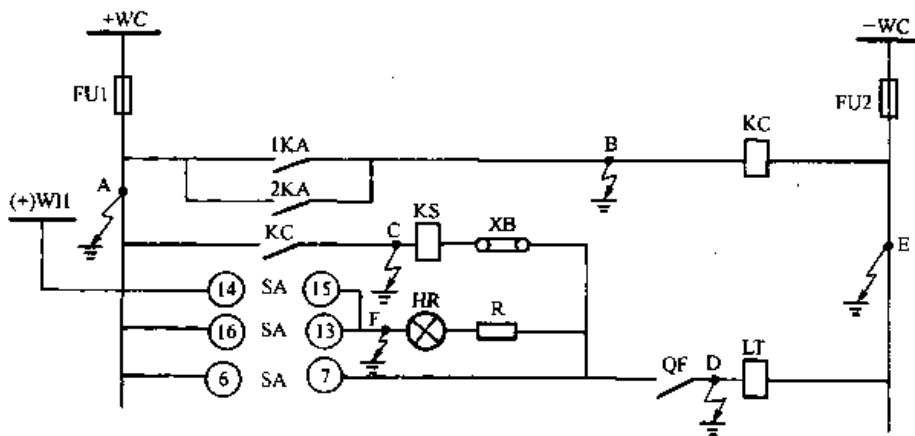 +WC
−WC
FU1
FU2
1KA
B
KC
2KA
A
(+)WH1
KC
C
KS
XB
E
14 SA 15
HR
R
16 SA 13
F
QF
D
LT
6 SA 7